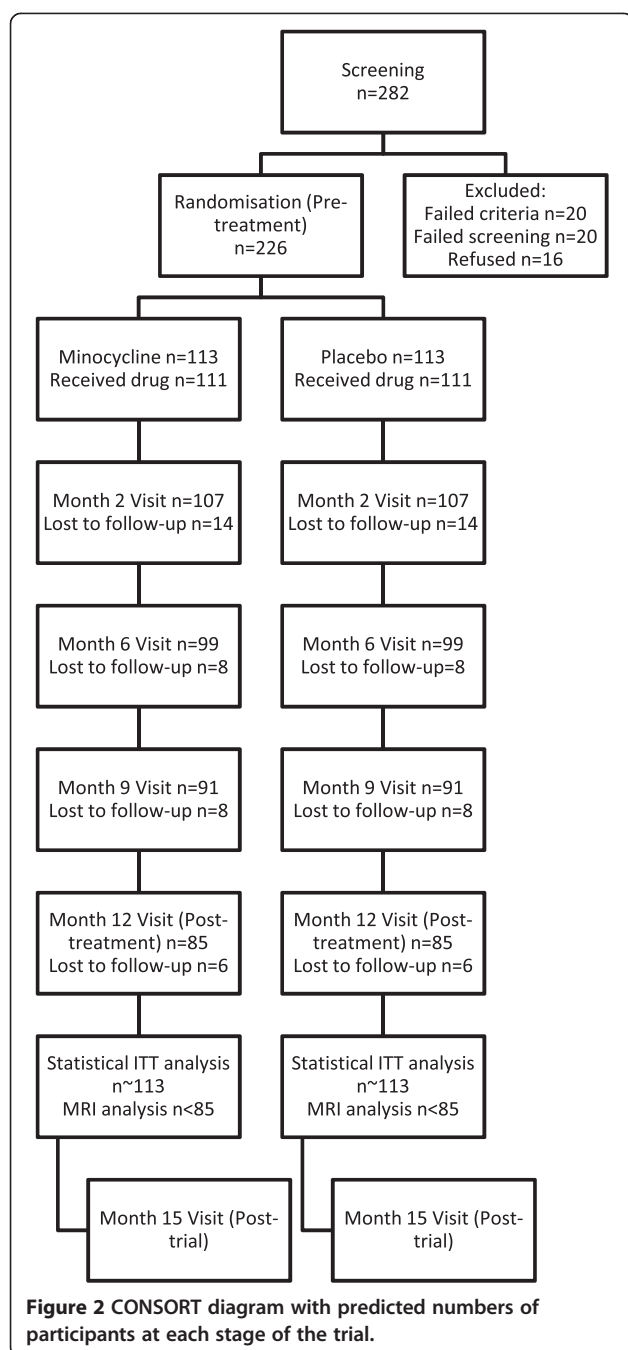 Screening
n=282
Randomisation (Pre-
treatment)
n=226
Excluded:
Failed criteria n=20
Failed screening n=20
Refused n=16
Minocycline n=113
Received drug n=111
Placebo n=113
Received drug n=111
Month 2 Visit n=107
Lost to follow-up n=14
Month 2 Visit n=107
Lost to follow-up n=14
Month 6 Visit n=99
Lost to follow-up n=8
Month 6 Visit n=99
Lost to follow-up=8
Month 9 Visit n=91
Lost to follow-up n=8
Month 9 Visit n=91
Lost to follow-up n=8
Month 12 Visit (Post-
treatment) n=85
Lost to follow-up n=6
Month 12 Visit (Post-
treatment) n=85
Lost to follow-up n=6
Statistical ITT analysis
n~113
MRI analysis n<85
Statistical ITT analysis
n~113
MRI analysis n<85
Month 15 Visit (Post-
trial)
Month 15 Visit (Post-
trial)
Figure 2 CONSORT diagram with predicted numbers of
participants at each stage of the trial.